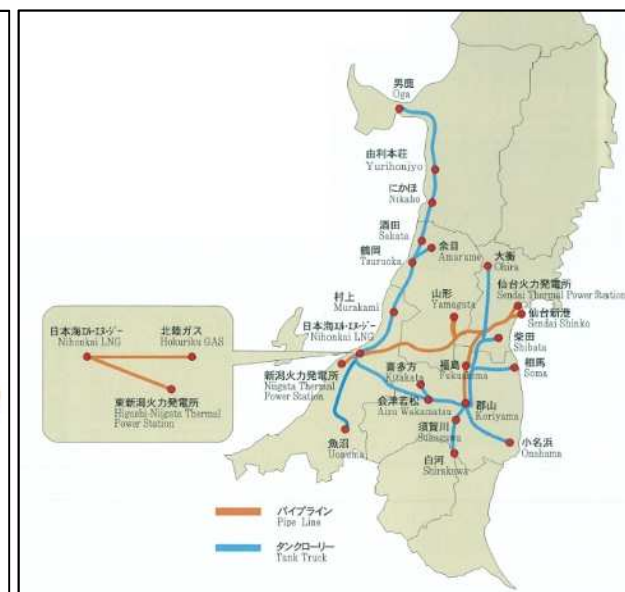 男鹿
Oga
由利本荘
Yurihonjyo
にかほ
Nikaho
酒田
Sakata
余目
Amarume
鶴岡
Tsuruoka
大衡
Ohira
仙台火力発電所
Sendai Thermal Power Station
仙台新港
Sendai Shinko
山形
Yamagata
村上
Murakami
柴田
Shibata
日本海エル・エヌ・ジー
Nihonkai LNG
相馬
Soma
喜多方
Kitakata
福島
Fukushima
新潟火力発電所
Niigata Thermal
Power Station
会津若松
Aizu Wakamatsu
郡山
Koriyama
須賀川
Sukagawa
小名浜
Onahama
魚沼
Uonuma
白河
Shirakawa
日本海エル・エヌ・ジー
Nihonkai LNG
北陸ガス
Hokuriku GAS
東新潟火力発電所
Higashi-Niigata Thermal
Power Station
パイプライン
Pipe Line
タンクローリー
Tank Truck